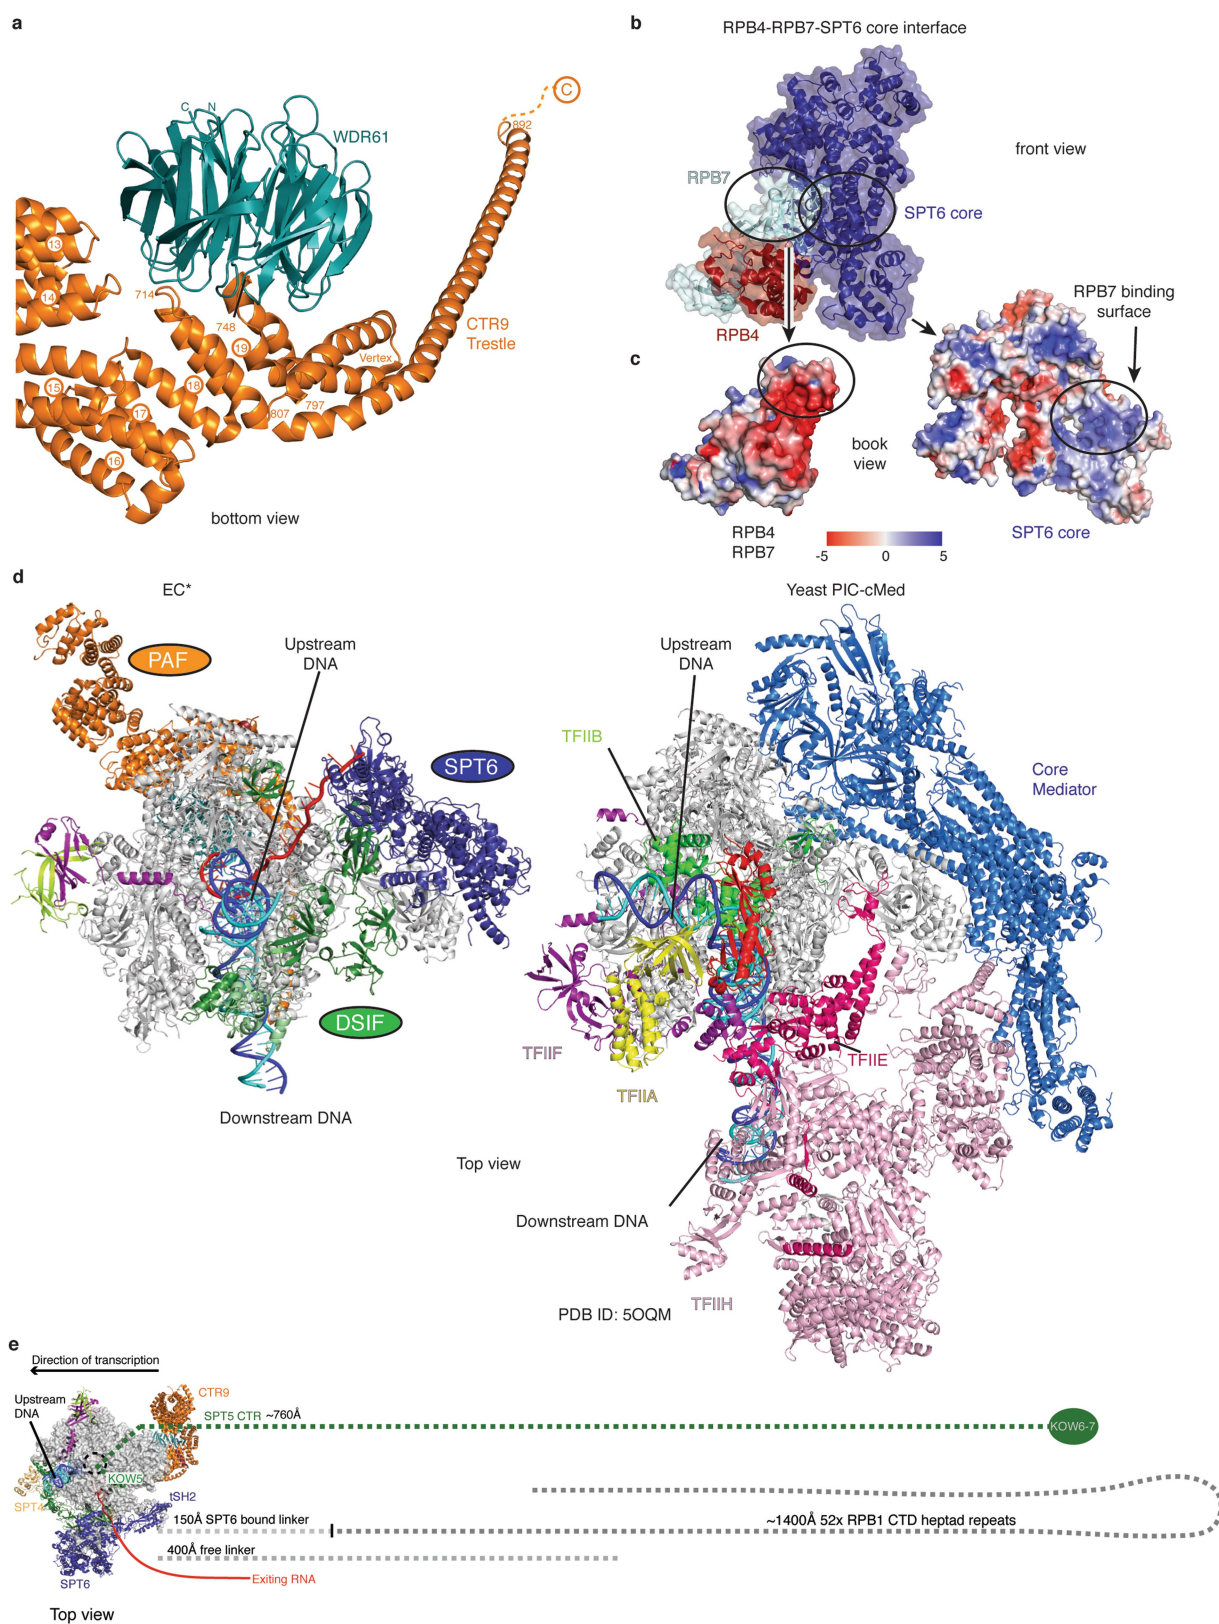 a
C
C N
WDR61
892
13
14
714
748
19
CTR9
Trestle
Vertex
15
18
17
807
797
16
bottom view
b
RPB4-RPB7-SPT6 core interface
front view
RPB7
SPT6 core
RPB4
RPB7 binding
surface
c
book
view
RPB4
RPB7
-5 0 5
SPT6 core
d
EC*
Yeast PIC-cMed
PAF
Upstream
DNA
SPT6
DSIF
Downstream DNA
Upstream
DNA
TFIIB
Core
Mediator
TFIIF
TFIIA
TFIIE
Top view
Downstream DNA
TFIIH
PDB ID: 5OQM
e
Direction of transcription
Upstream
DNA
CTR9
SPT5 CTR ~760Å
KOW6-7
KOW5
SPT4
tSH2
150Å SPT6 bound linker
~1400Å 52x RPB1 CTD heptad repeats
400Å free linker
SPT6
Exiting RNA
Top view